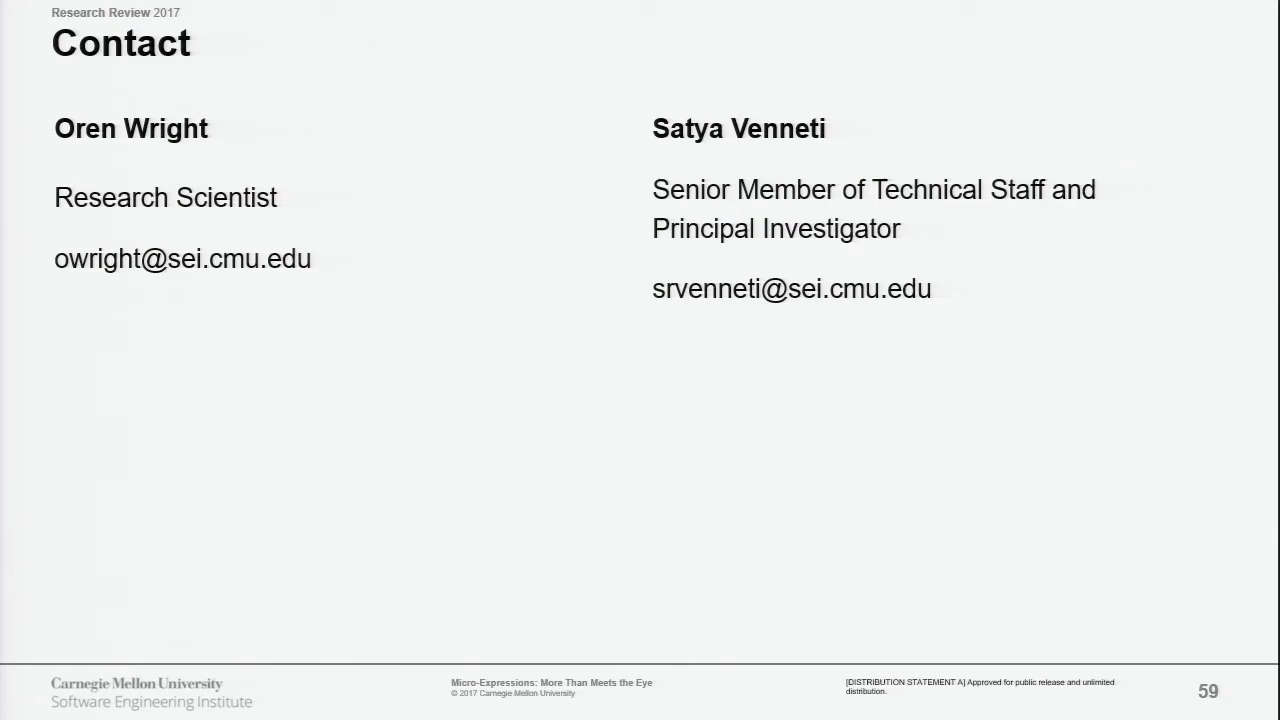 Research Review 2017
Contact
Oren Wright
Research Scientist
owright@sei.cmu.edu
Satya Venneti
Senior Member of Technical Staff and
Principal Investigator
srvenneti@sei.cmu.edu
Carnegie Mellon University
Software Engineering Institute
Micro-Expressions: More Than Meets the Eye
© 2017 Carnegie Mellon University
[DISTRIBUTION STATEMENT A] Approved for public release and unlimited
distribution.
59